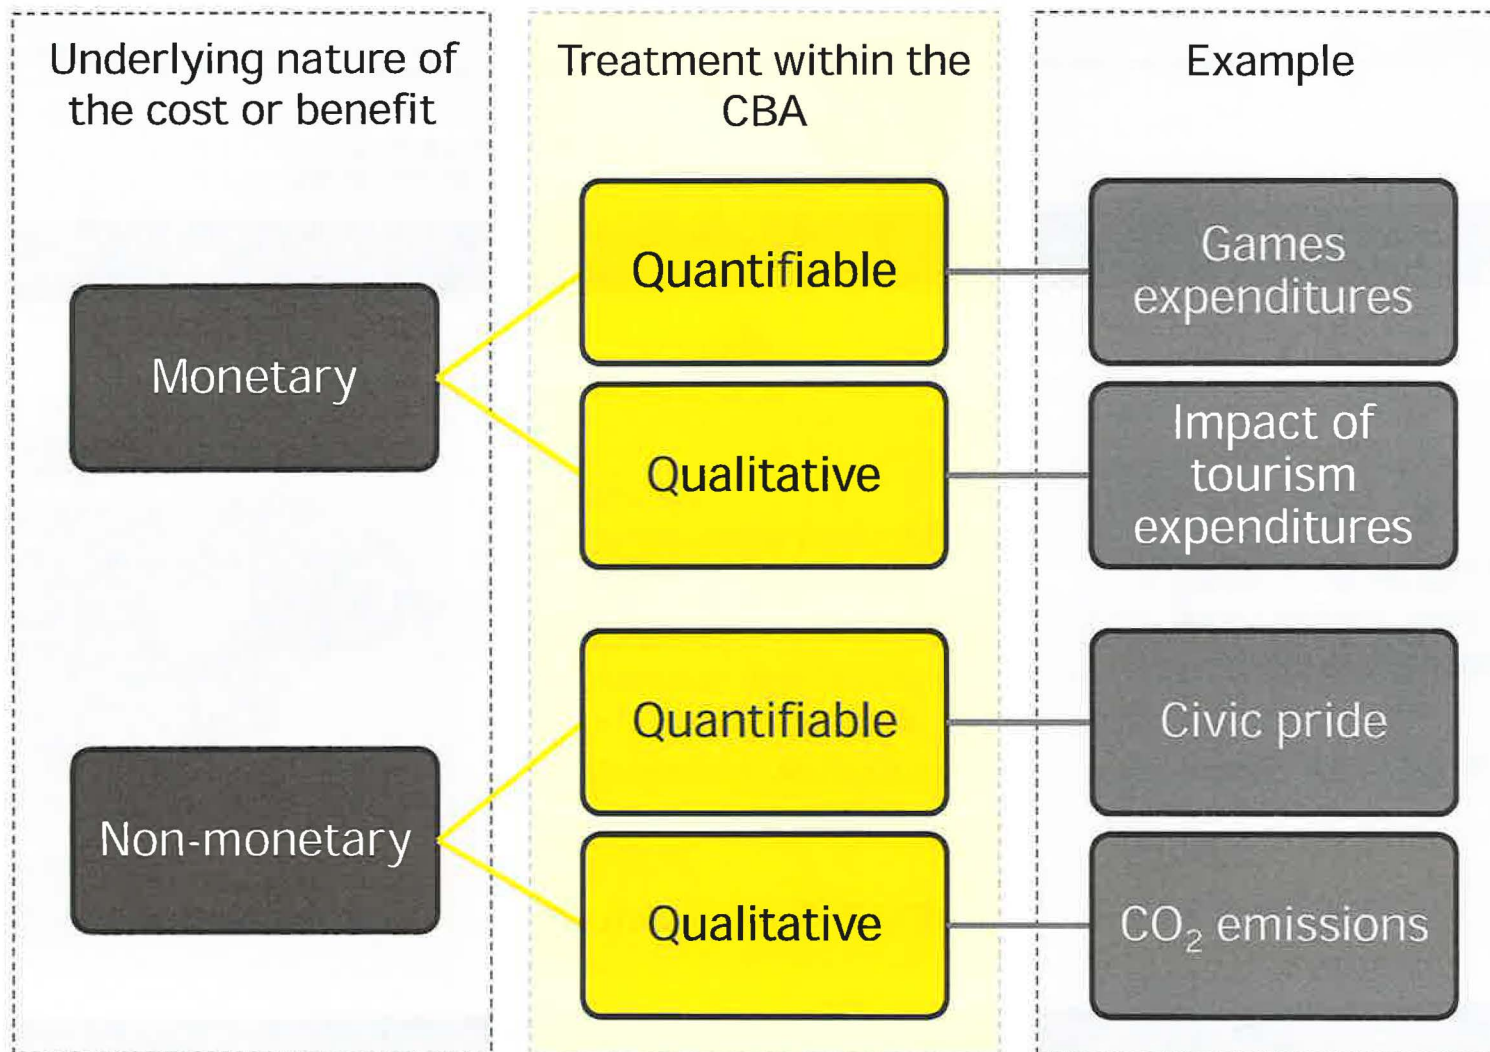 Underlying nature of
the cost or benefit
Treatment within the
CBA
Example
Monetary
Quantifiable
Games
expenditures
Qualitative
Impact of
tourism
expenditures
Non-monetary
Quantifiable
Civic pride
Qualitative
CO₂ emissions